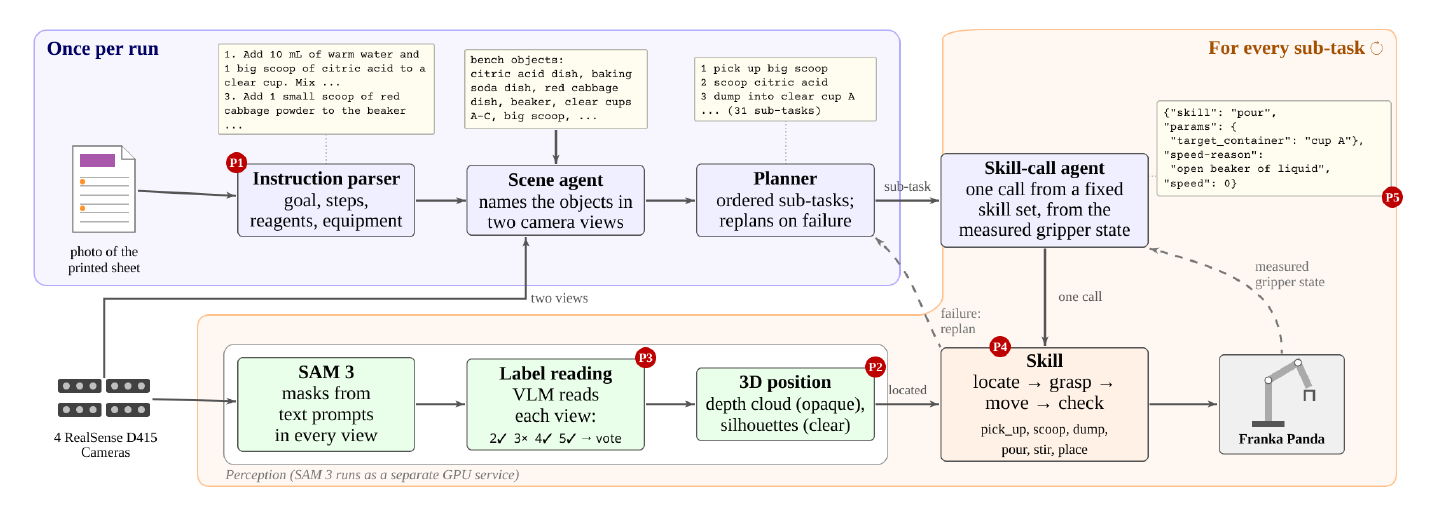 Once per run
For every sub-task
1. Add 10 mL of warm water and
1 big scoop of citric acid to a
clear cup. Mix ...
3. Add 1 small scoop of red
cabbage powder to the beaker
...
bench objects:
citric acid dish, baking
soda dish, red cabbage
dish, beaker, clear cups
A-C, big scoop, ...
1 pick up big scoop
2 scoop citric acid
3 dump into clear cup A
... (31 sub-tasks)
{"skill": "pour",
"params": {
"target_container": "cup A"},
"speed-reason":
"open beaker of liquid",
"speed": 0}
P5
photo of the
printed sheet
P1
Instruction parser
goal, steps,
reagents, equipment
Scene agent
names the objects in
two camera views
Planner
ordered sub-tasks;
replans on failure
sub-task
Skill-call agent
one call from a fixed
skill set, from the
measured gripper state
two views
one call
measured
gripper state
failure:
replan
4 RealSense D415
Cameras
SAM 3
masks from
text prompts
in every view
P3
Label reading
VLM reads
each view:
2✓ 3× 4✓ 5✓ → vote
P2
3D position
depth cloud (opaque),
silhouettes (clear)
located
P4
Skill
locate → grasp →
move → check
pick_up, scoop, dump,
pour, stir, place
Franka Panda
Perception (SAM 3 runs as a separate GPU service)